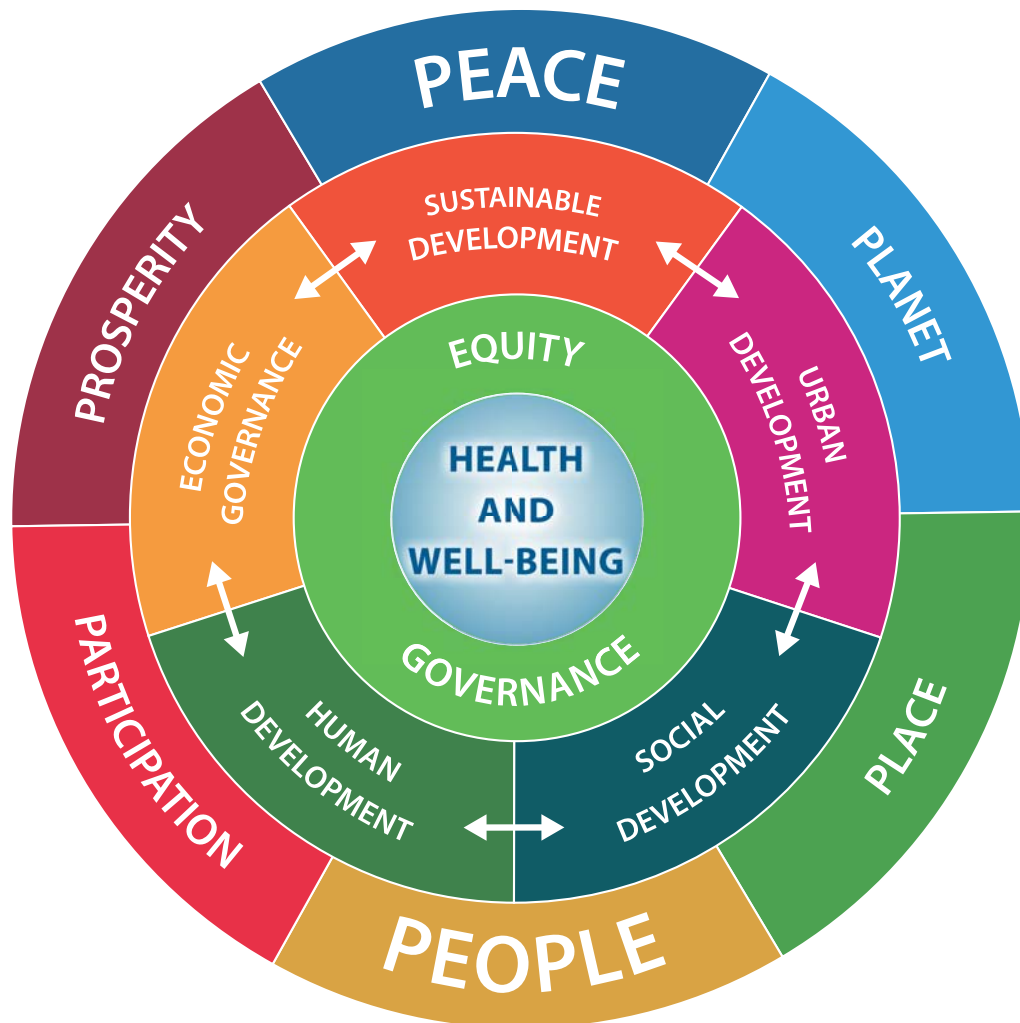 PEACE
PLANET
PLACE
PEOPLE
PARTICIPATION
PROSPERITY
SUSTAINABLE
DEVELOPMENT
URBAN
DEVELOPMENT
SOCIAL
DEVELOPMENT
HUMAN
DEVELOPMENT
ECONOMIC
GOVERNANCE
EQUITY
HEALTH
AND
WELL-BEING
GOVERNANCE